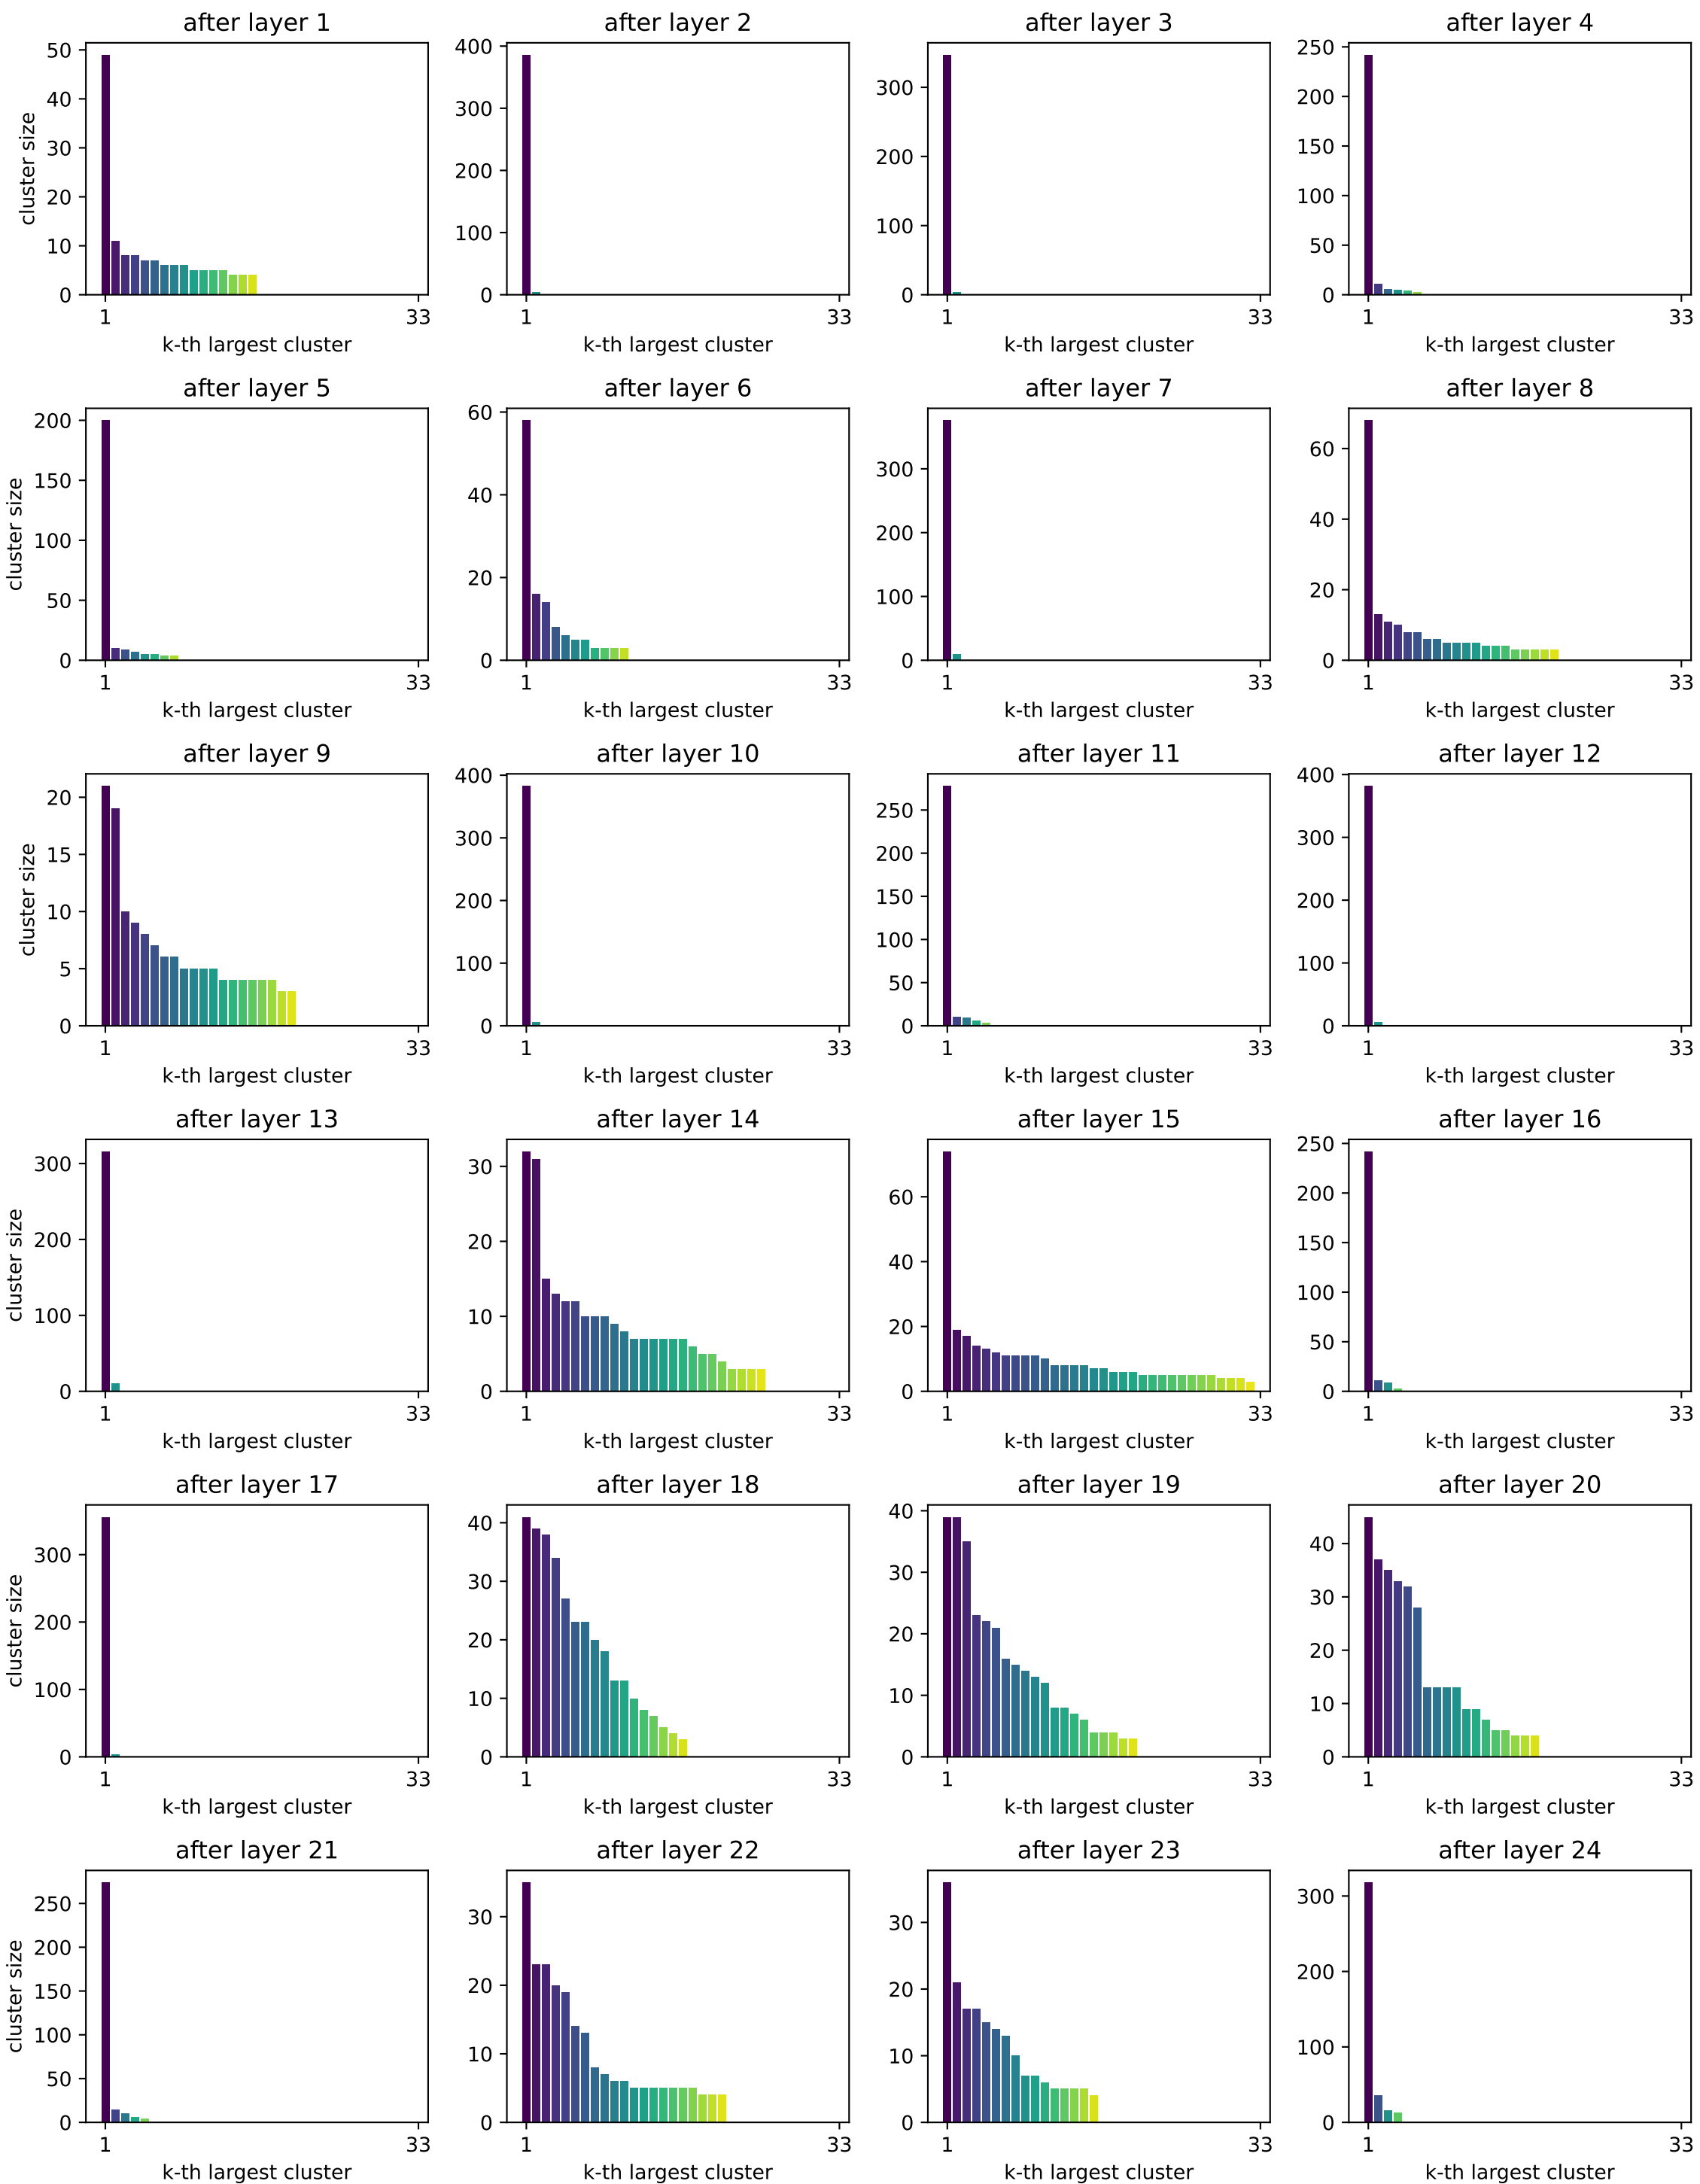 after layer 1
after layer 2
after layer 3
after layer 4
cluster size
50
40
30
20
10
0
400
300
200
100
0
300
200
100
0
250
200
150
100
50
0
1 33
1 33
1 33
1 33
k-th largest cluster
k-th largest cluster
k-th largest cluster
k-th largest cluster
after layer 5
after layer 6
after layer 7
after layer 8
cluster size
200
150
100
50
0
60
40
20
0
300
200
100
0
60
40
20
0
1 33
1 33
1 33
1 33
k-th largest cluster
k-th largest cluster
k-th largest cluster
k-th largest cluster
after layer 9
after layer 10
after layer 11
after layer 12
cluster size
20
15
10
5
0
400
300
200
100
0
250
200
150
100
50
0
400
300
200
100
0
1 33
1 33
1 33
1 33
k-th largest cluster
k-th largest cluster
k-th largest cluster
k-th largest cluster
after layer 13
after layer 14
after layer 15
after layer 16
cluster size
300
200
100
0
30
20
10
0
60
40
20
0
250
200
150
100
50
0
1 33
1 33
1 33
1 33
k-th largest cluster
k-th largest cluster
k-th largest cluster
k-th largest cluster
after layer 17
after layer 18
after layer 19
after layer 20
cluster size
300
200
100
0
40
30
20
10
0
40
30
20
10
0
40
30
20
10
0
1 33
1 33
1 33
1 33
k-th largest cluster
k-th largest cluster
k-th largest cluster
k-th largest cluster
after layer 21
after layer 22
after layer 23
after layer 24
cluster size
250
200
150
100
50
0
30
20
10
0
30
20
10
0
300
200
100
0
1 33
1 33
1 33
1 33
k-th largest cluster
k-th largest cluster
k-th largest cluster
k-th largest cluster